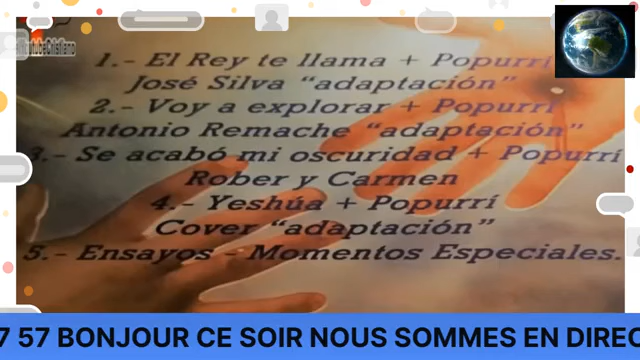 1.- El Rey te llama + Popurrí
José Silva "adaptación"
2.- Voy a explorar + Popurrí
Antonio Remache "adaptación"
3.- Se acabó mi oscuridad + Popurrí
Rober y Carmen
4.- Yeshúa + Popurrí
Cover "adaptación"
5.- Ensayos - Momentos Especiales.
7 57 BONJOUR CE SOIR NOUS SOMMES EN DIREC